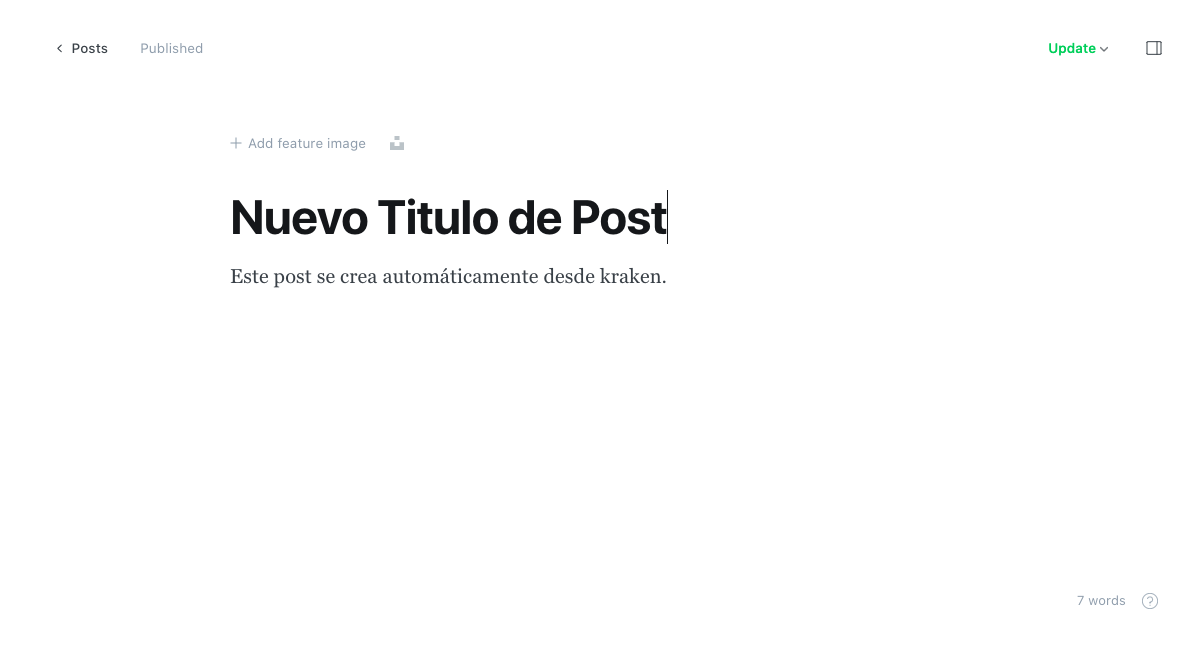 Posts
Published
Update
Add feature image
Nuevo Titulo de Post
Este post se crea automáticamente desde kraken.
7 words
?